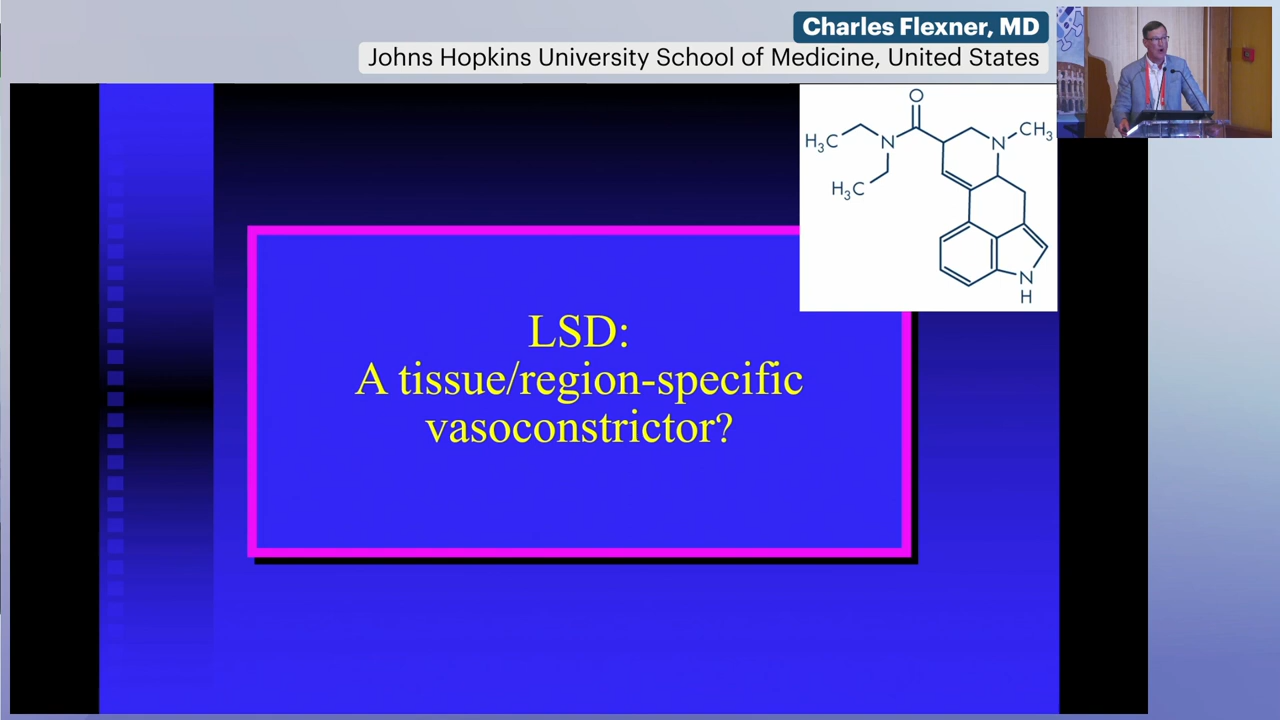 Charles Flexner, MD
Johns Hopkins University School of Medicine, United States
O
H₃C
N
N
CH₃
H₃C
N
H
LSD:
A tissue/region-specific
vasoconstrictor?